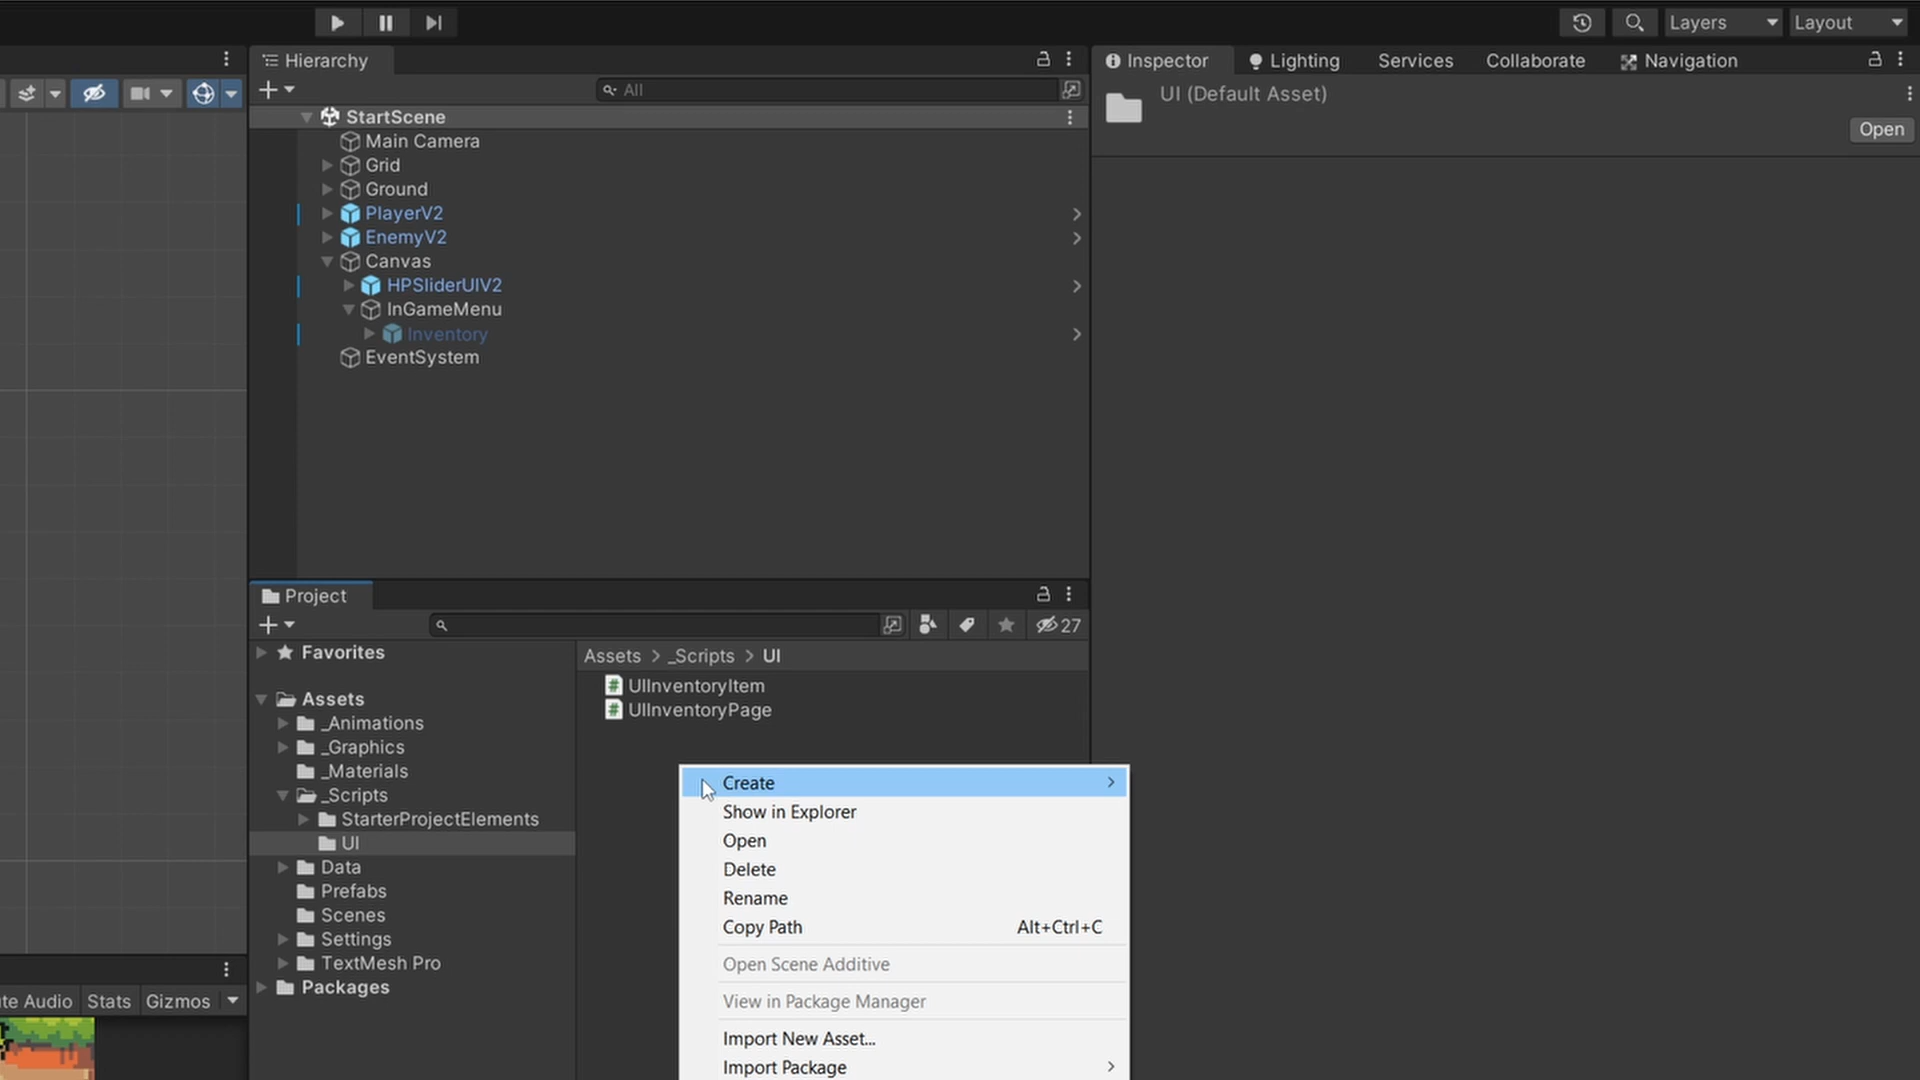 Layers
Layout
Hierarchy
All
StartScene
Main Camera
Grid
Ground
PlayerV2
EnemyV2
Canvas
HPSliderUIV2
InGameMenu
Inventory
EventSystem
Inspector
Lighting
Services
Collaborate
Navigation
UI (Default Asset)
Open
Project
27
Favorites
Assets
_Animations
_Graphics
_Materials
_Scripts
StarterProjectElements
UI
Data
Prefabs
Scenes
Settings
TextMesh Pro
Packages
Assets > _Scripts > UI
UIInventoryItem
UIInventoryPage
Create
Show in Explorer
Open
Delete
Rename
Copy Path Alt+Ctrl+C
Open Scene Additive
View in Package Manager
Import New Asset...
Import Package
te Audio Stats Gizmos